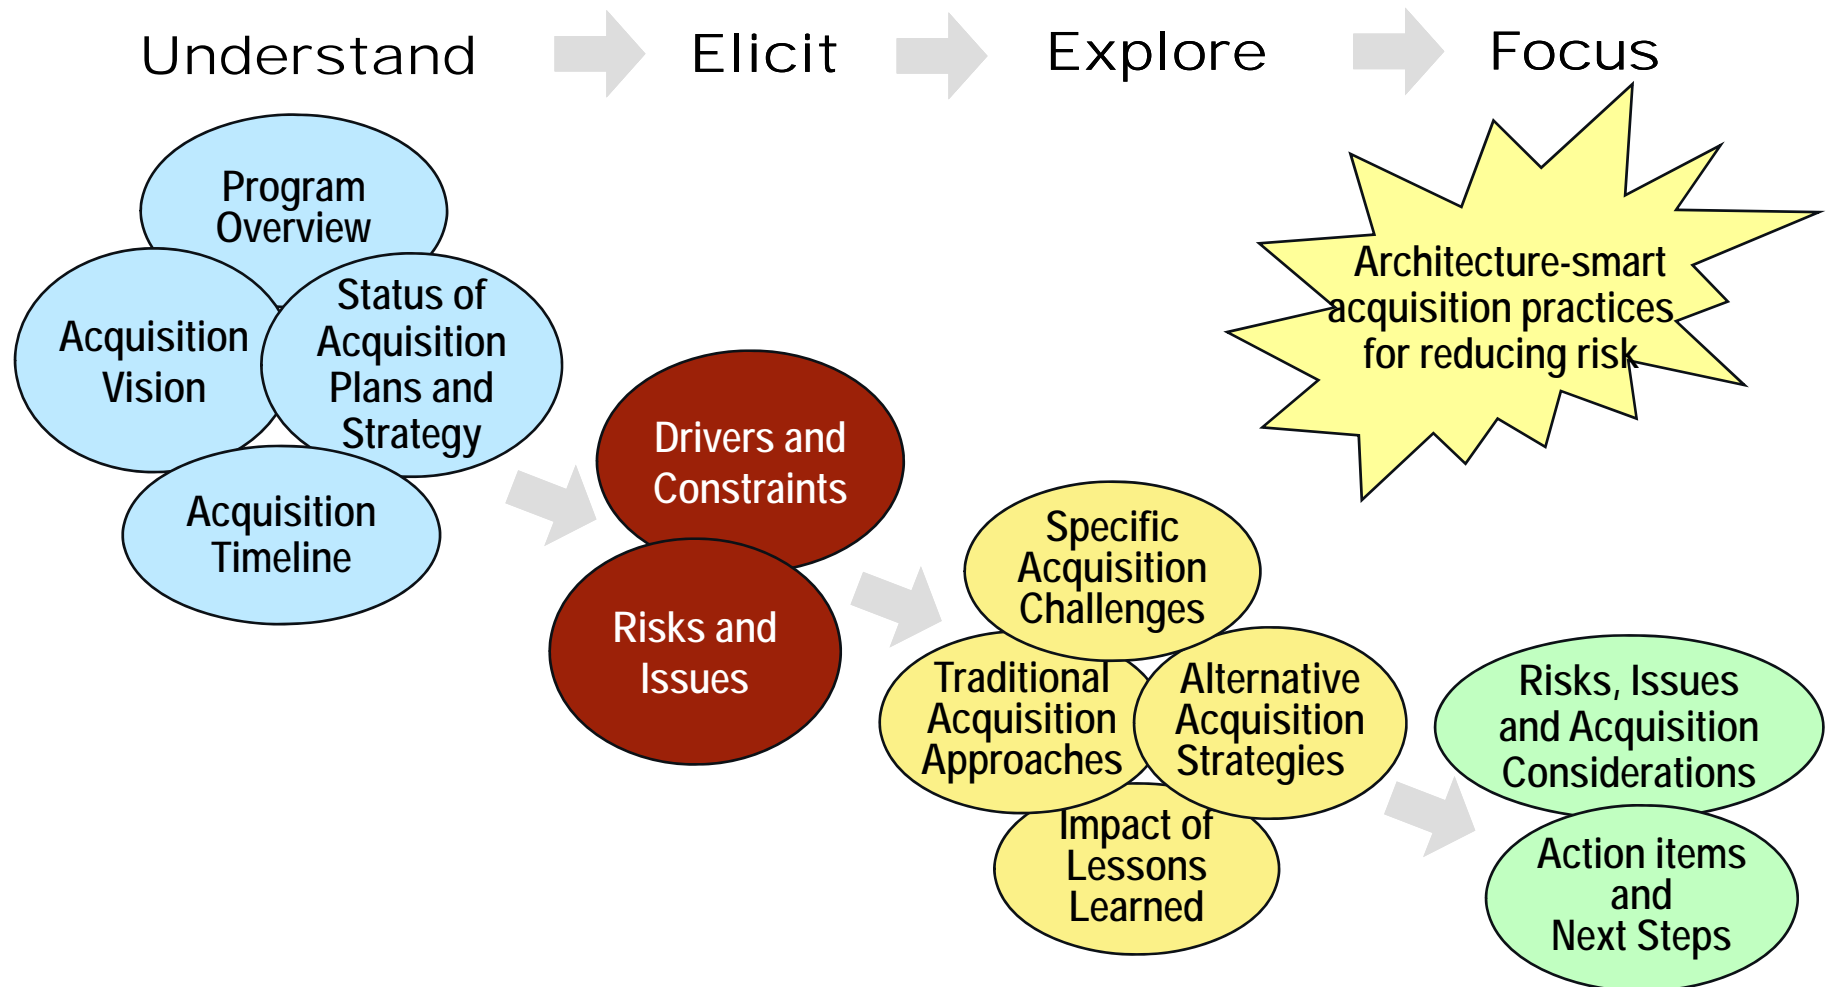 Understand
Elicit
Explore
Focus
Program
Overview
Acquisition
Vision
Status of
Acquisition
Plans and
Strategy
Acquisition
Timeline
Drivers and
Constraints
Risks and
Issues
Specific
Acquisition
Challenges
Traditional
Acquisition
Approaches
Alternative
Acquisition
Strategies
Impact of
Lessons
Learned
Architecture-smart
acquisition practices
for reducing risk
Risks, Issues
and Acquisition
Considerations
Action items
and
Next Steps